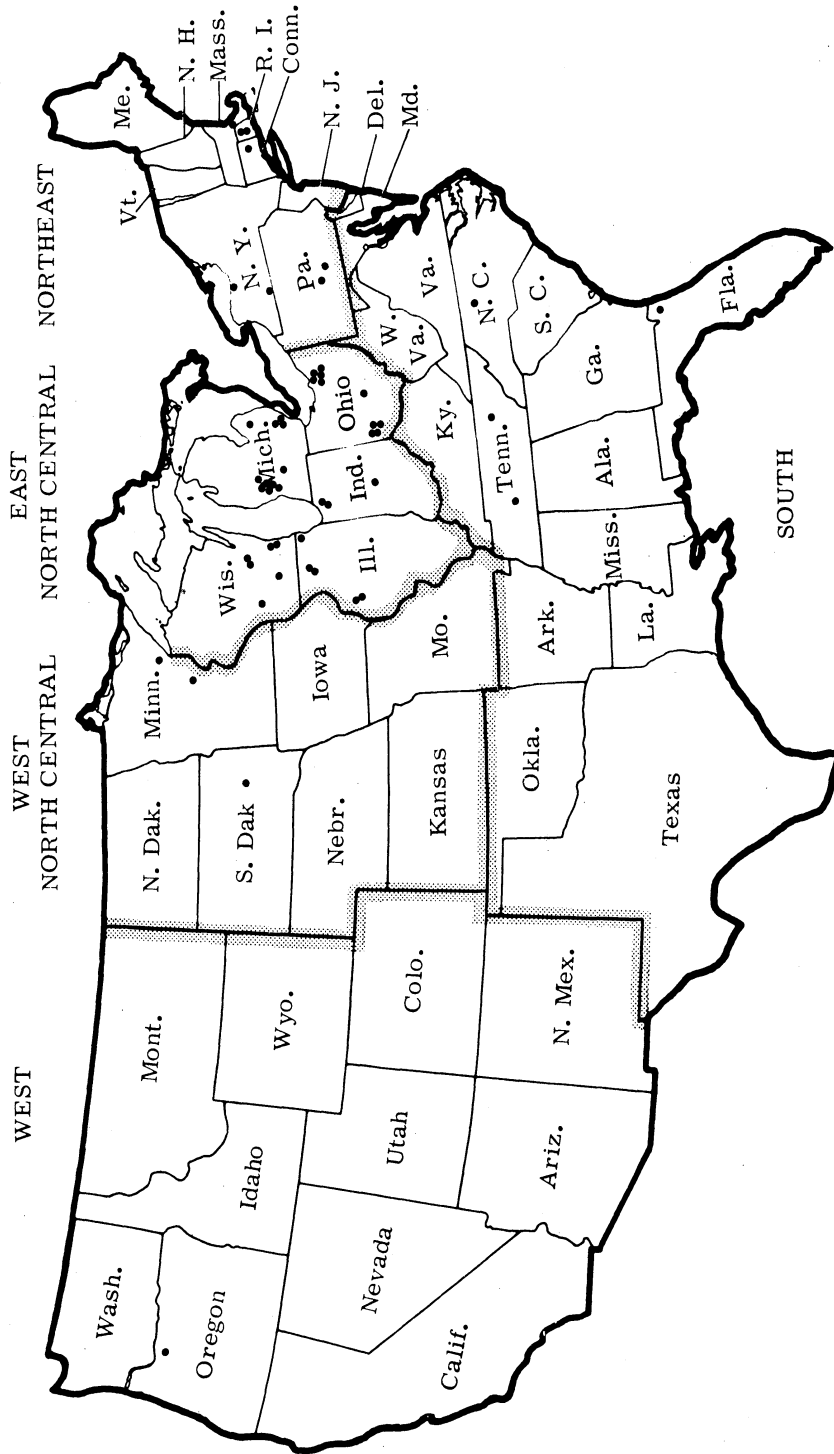 WEST
WEST
NORTH CENTRAL
EAST
NORTH CENTRAL
NORTHEAST
Wash.
Oregon
Calif.
Nevada
Idaho
Mont.
Wyo.
Utah
Colo.
Ariz.
N. Mex.
N. Dak.
S. Dak
Nebr.
Kansas
Okla.
Texas
Minn.
Iowa
Mo.
Ark.
La.
Wis.
Ill.
Mich.
Ind.
Ohio
Ky.
Tenn.
Miss.
Ala.
Ga.
Fla.
S. C.
N. C.
Va.
W.
Va.
Pa.
N. Y.
Vt.
Me.
N. H.
Mass.
R. I.
Conn.
N. J.
Del.
Md.
SOUTH